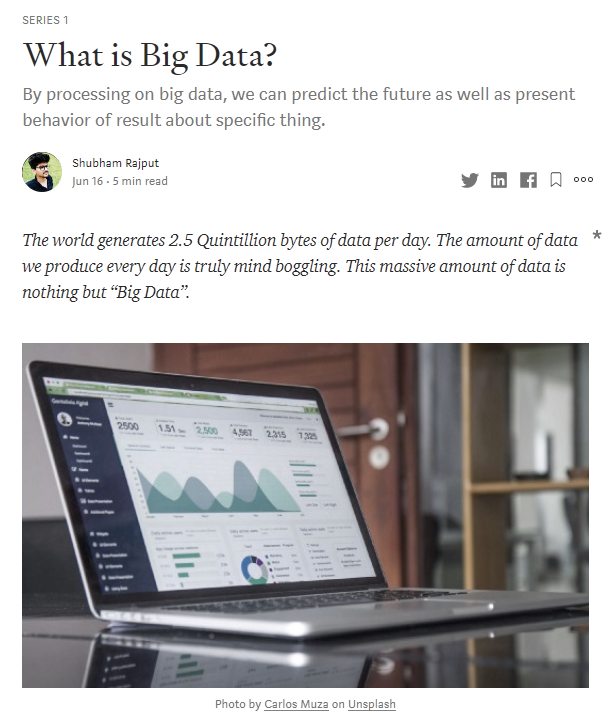 SERIES 1
What is Big Data?
By processing on big data, we can predict the future as well as present
behavior of result about specific thing.
Shubham Rajput
Jun 16 · 5 min read
The world generates 2.5 Quintillion bytes of data per day. The amount of data
*
we produce every day is truly mind boggling. This massive amount of data is
nothing but “Big Data”.
Gentelella Alela!
2500
1.51
2,500
4,567
2,315
7,325
Photo by Carlos Muza on Unsplash